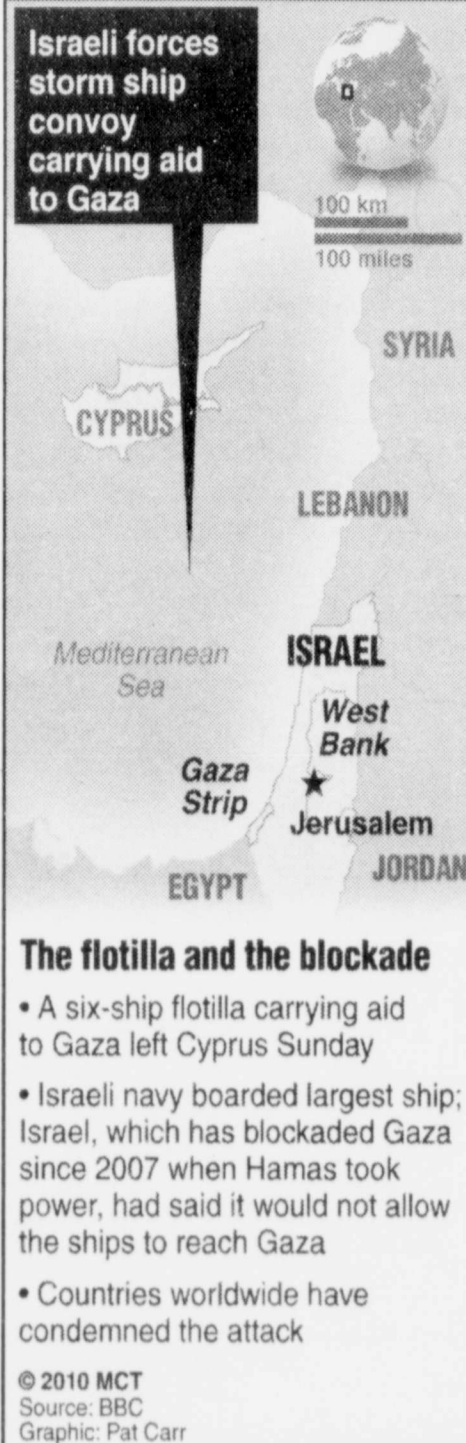 Israeli forces
storm ship
convoy
carrying aid
to Gaza
100 km
100 miles
SYRIA
CYPRUS
LEBANON
Mediterranean
Sea
ISRAEL
West
Bank
Gaza
Strip
Jerusalem
JORDAN
EGYPT
The flotilla and the blockade
• A six-ship flotilla carrying aid
to Gaza left Cyprus Sunday
• Israeli navy boarded largest ship;
Israel, which has blockaded Gaza
since 2007 when Hamas took
power, had said it would not allow
the ships to reach Gaza
• Countries worldwide have
condemned the attack
© 2010 MCT
Source: BBC
Graphic: Pat Carr